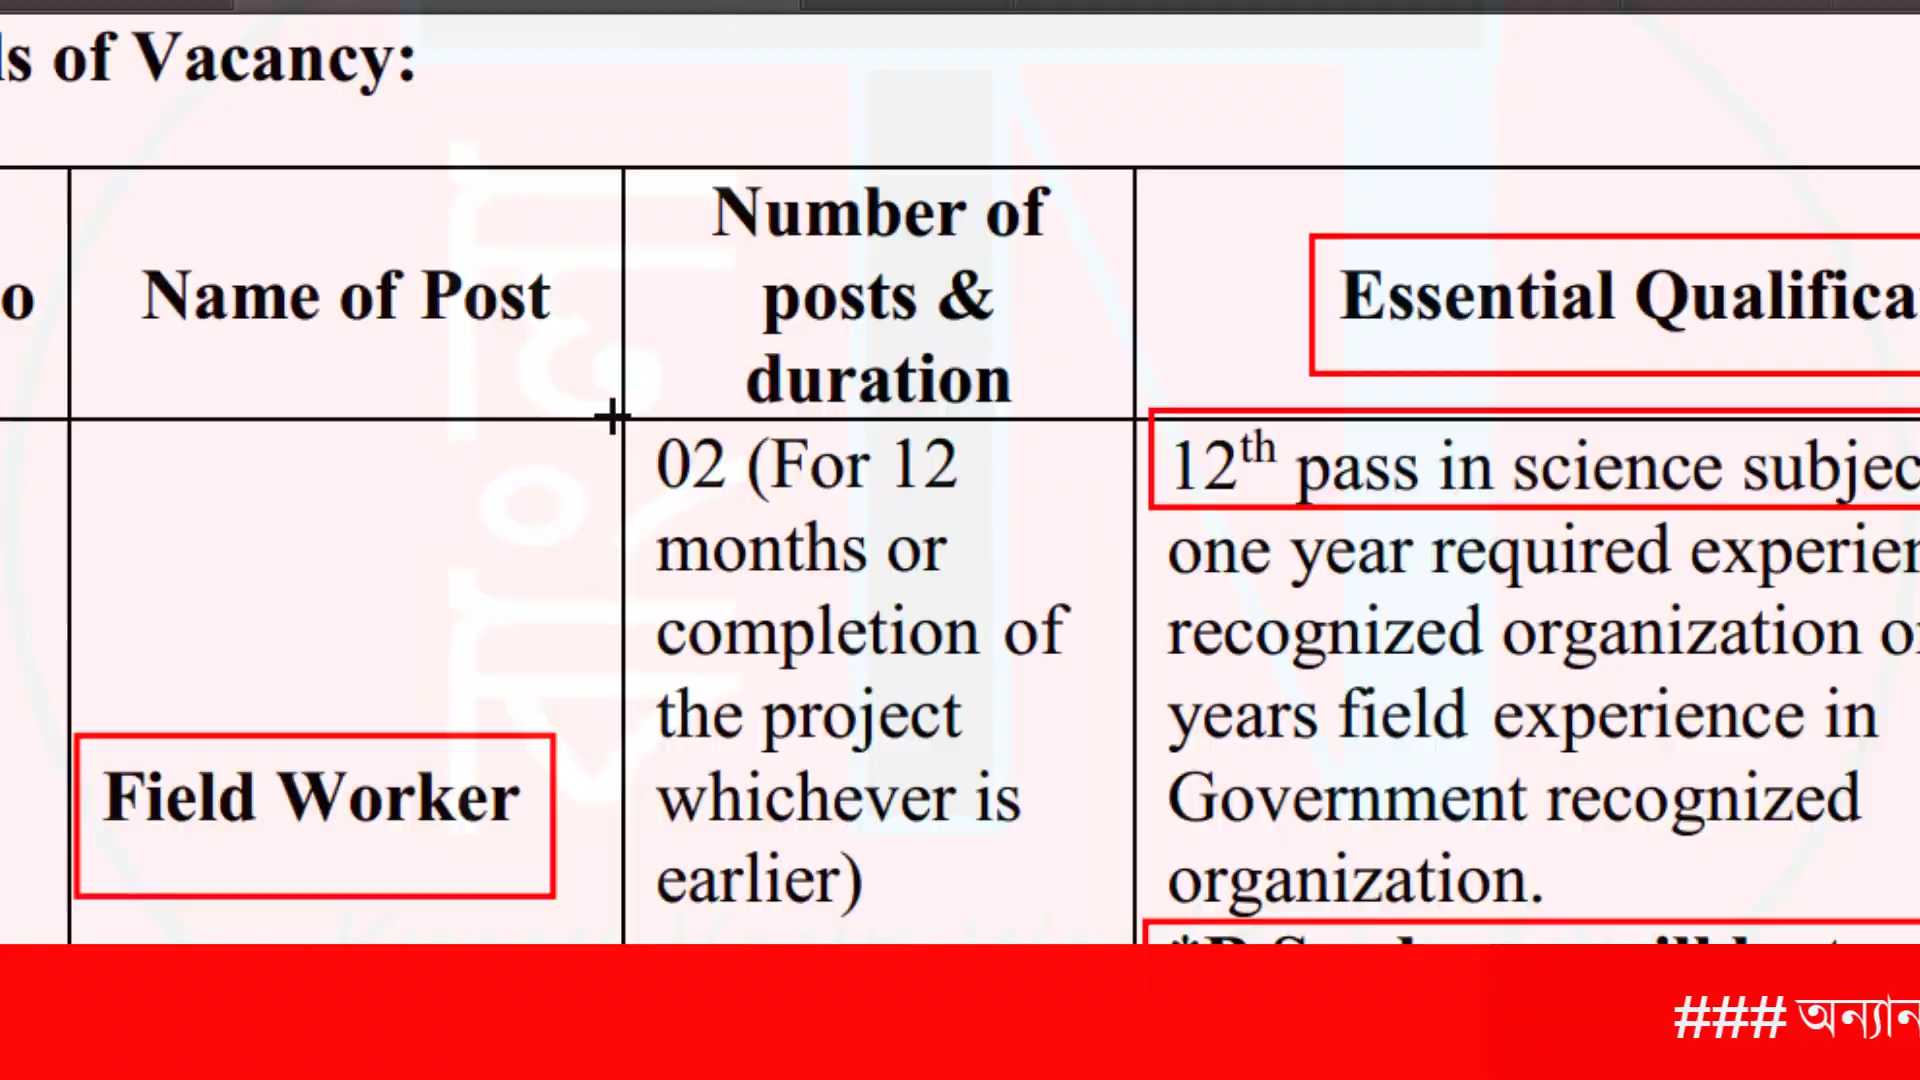 ls of Vacancy:
o
Name of Post
Number of
posts &
duration
Essential Qualifica
Field Worker
02 (For 12
months or
completion of
the project
whichever is
earlier)
12th pass in science subjec
one year required experien
recognized organization o
years field experience in
Government recognized
organization.
### অন্যান
বাংলা